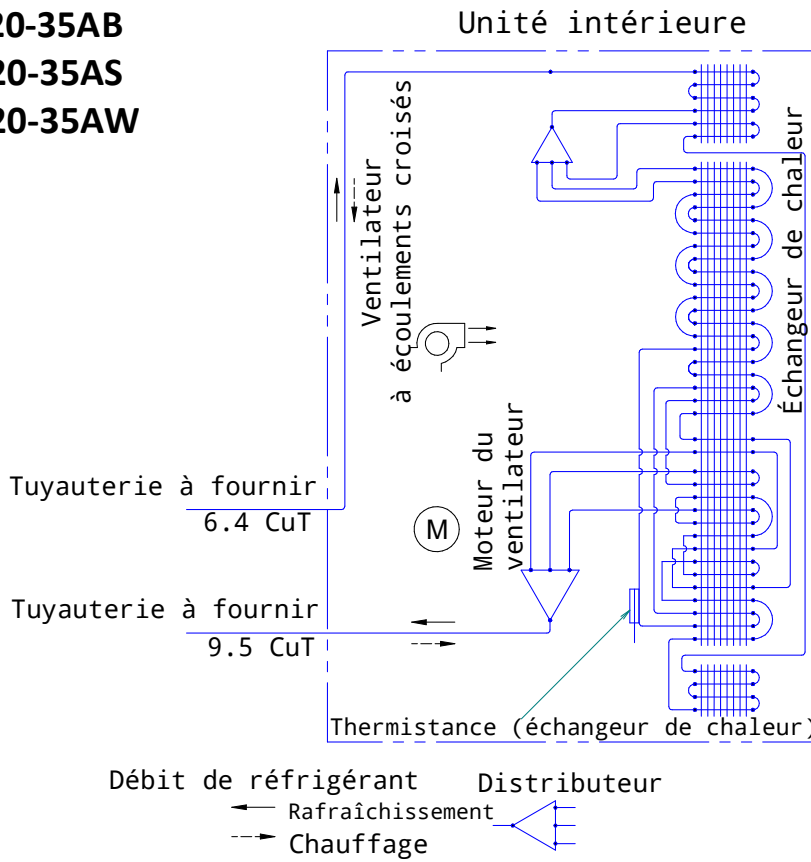 20-35AB
20-35AS
20-35AW
Unité intérieure
Ventilateur
à écoulements croisés
Échangeur de chaleur
Moteur du
ventilateur
M
Tuyauterie à fournir
6.4 CuT
Tuyauterie à fournir
9.5 CuT
Thermistance (échangeur de chaleur)
Débit de réfrigérant
Rafraîchissement
Chauffage
Distributeur